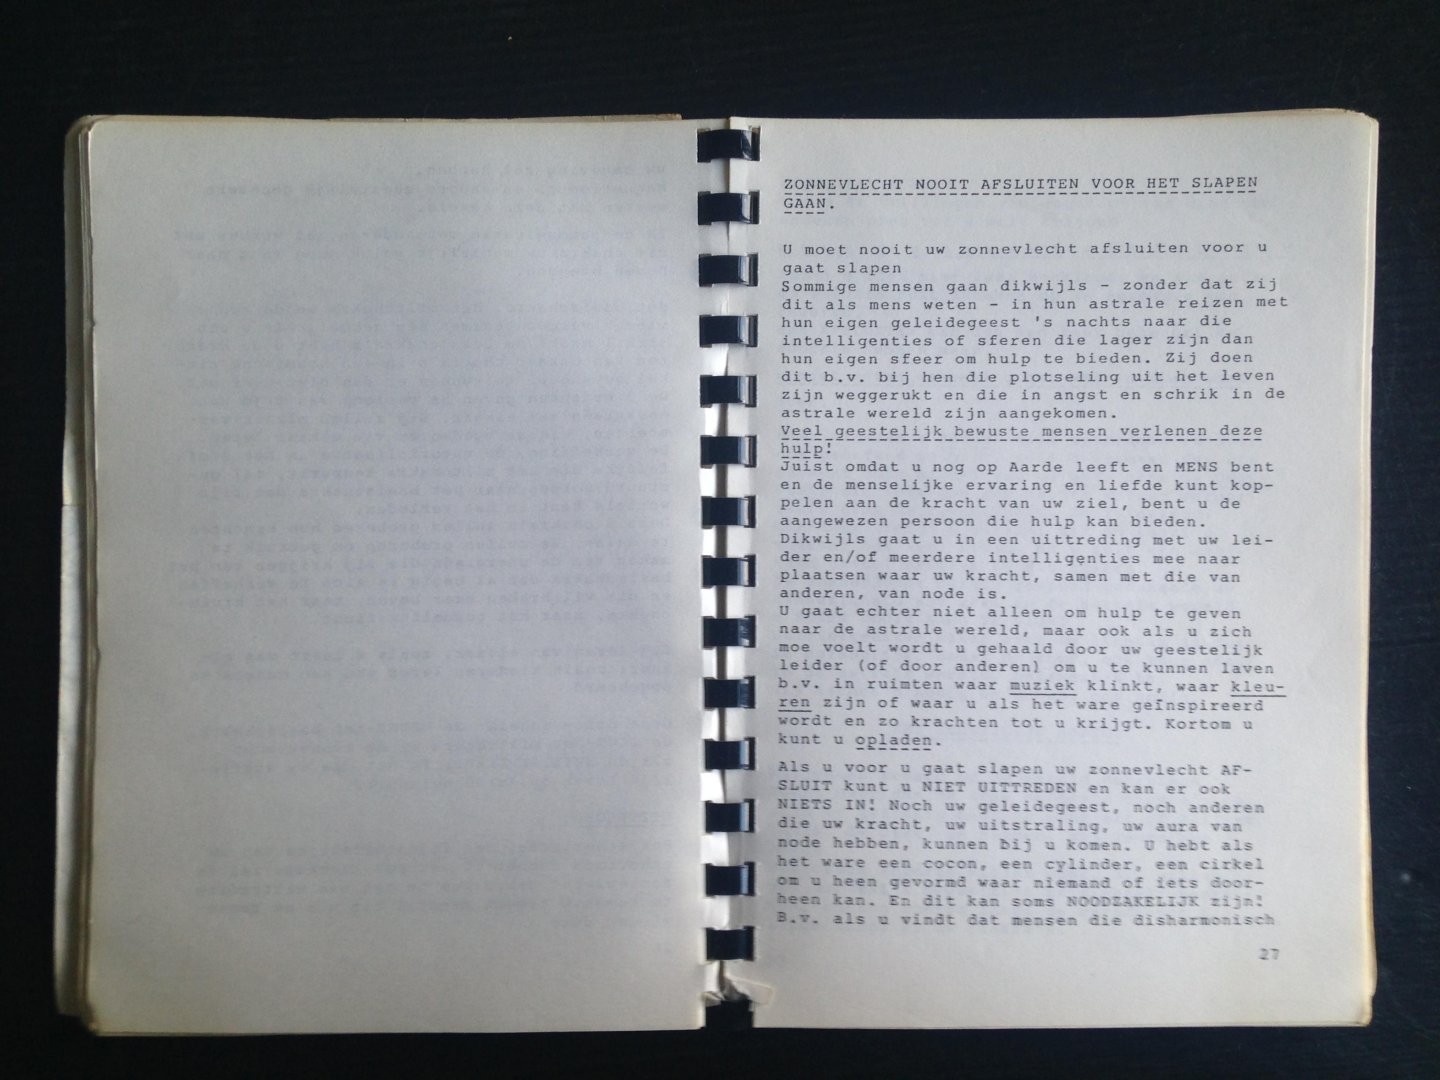 ZONNEVLECHT NOOIT AFSLUITEN VOOR HET SLAPEN
GAAN.
U moet nooit uw zonnevlecht afsluiten voor u
gaat slapen
Sommige mensen gaan dikwijls - zonder dat zij
dit als mens weten - in hun astrale reizen met
hun eigen geleidegeest 's nachts naar die
intelligenties of sferen die lager zijn dan
hun eigen sfeer om hulp te bieden. Zij doen
dit b.v. bij hen die plotseling uit het leven
zijn weggerukt en die in angst en schrik in de
astrale wereld zijn aangekomen.
Veel geestelijk bewuste mensen verlenen deze
hulp!
Juist omdat u nog op Aarde leeft en MENS bent
en de menselijke ervaring en liefde kunt kop-
pelen aan de kracht van uw ziel, bent u de
aangewezen persoon die hulp kan bieden.
Dikwijls gaat u in een uittreding met uw lei-
der en/of meerdere intelligenties mee naar
plaatsen waar uw kracht, samen met die van
anderen, van node is.
U gaat echter niet alleen om hulp te geven
naar de astrale wereld, maar ook als u zich
moe voelt wordt u gehaald door uw geestelijk
leider (of door anderen) om u te kunnen laven
b.v. in ruimten waar muziek klinkt, waar kleu-
ren zijn of waar u als het ware geïnspireerd
wordt en zo krachten tot u krijgt. Kortom u
kunt u opladen.
Als u voor u gaat slapen uw zonnevlecht AF-
SLUIT kunt u NIET UITTREDEN en kan er ook
NIETS IN! Noch uw geleidegeest, noch anderen
die uw kracht, uw uitstraling, uw aura van
node hebben, kunnen bij u komen. U hebt als
het ware een cocon, een cylinder, een cirkel
om u heen gevormd waar niemand of iets door-
heen kan. En dit kan soms NOODZAKELIJK zijn!
B.v. als u vindt dat mensen die disharmonisch
27